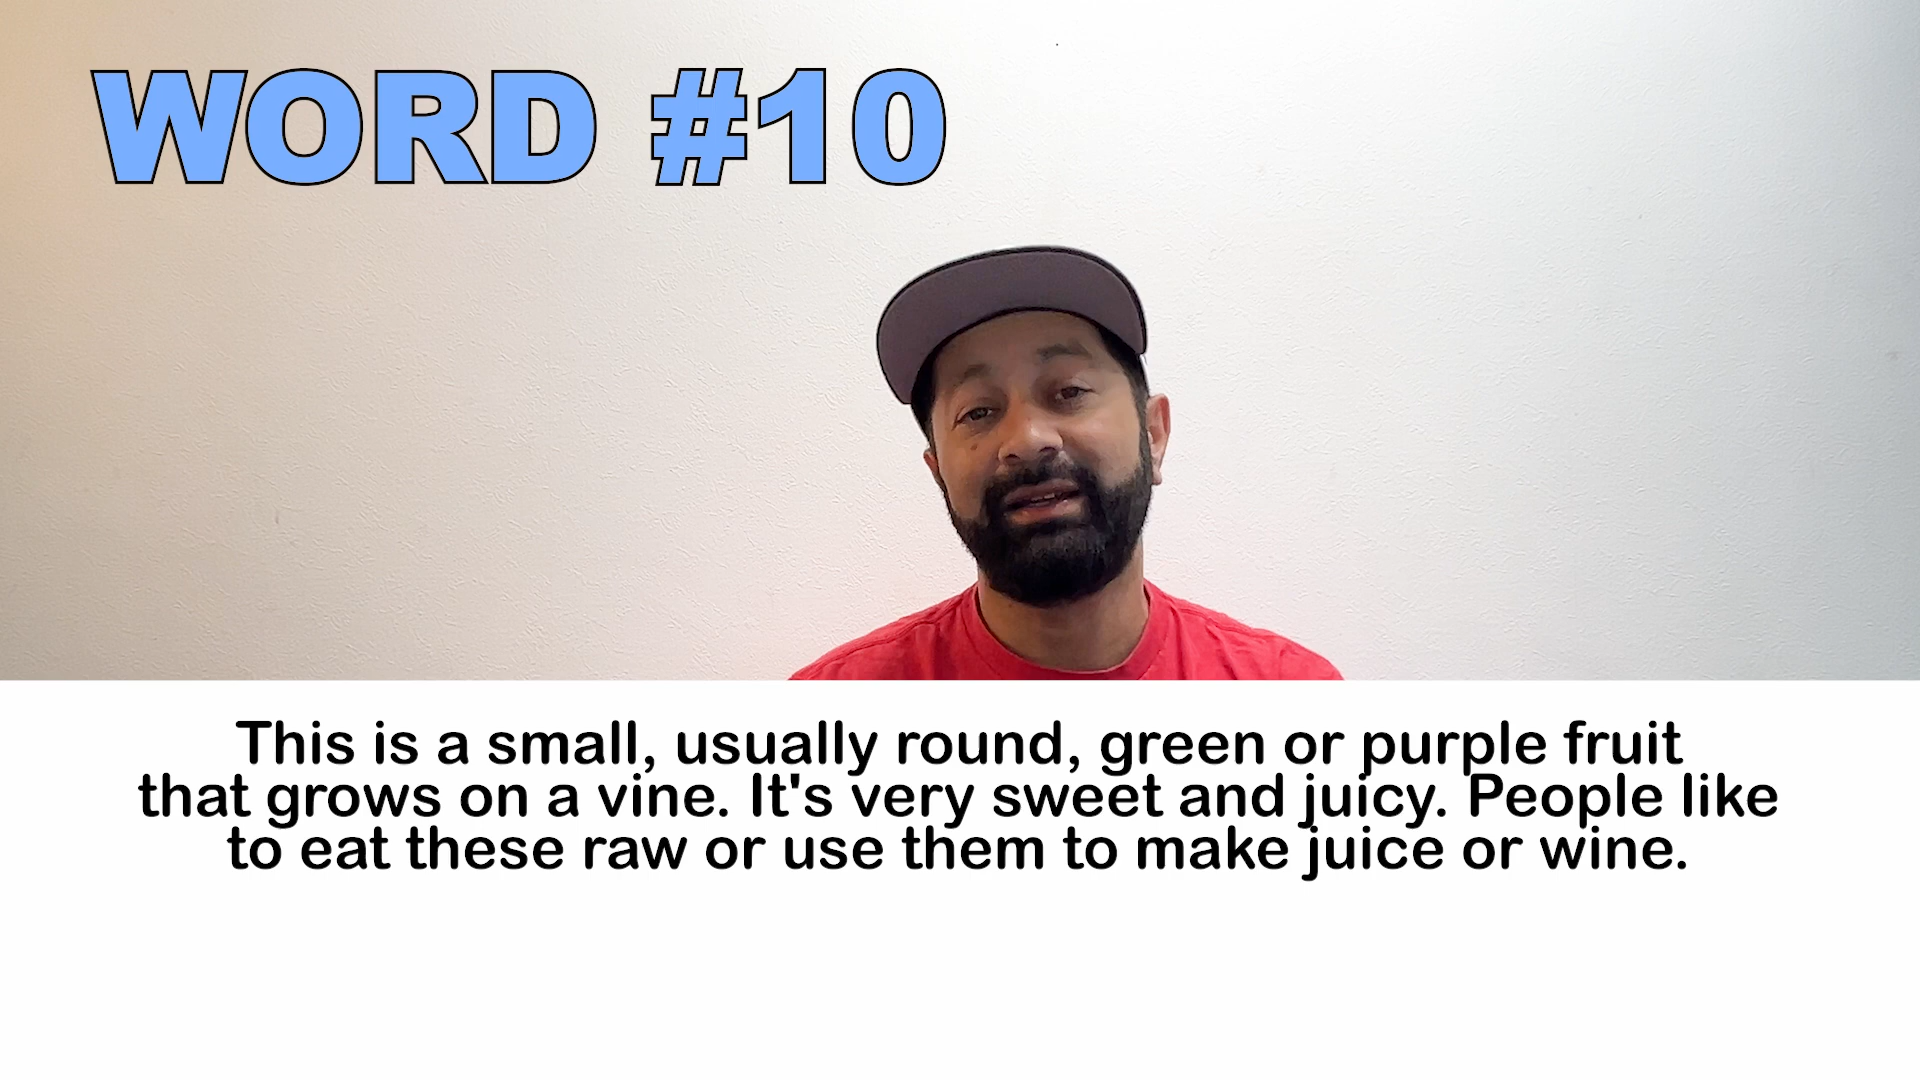 WORD #10
This is a small, usually round, green or purple fruit
that grows on a vine. It's very sweet and juicy. People like
to eat these raw or use them to make juice or wine.